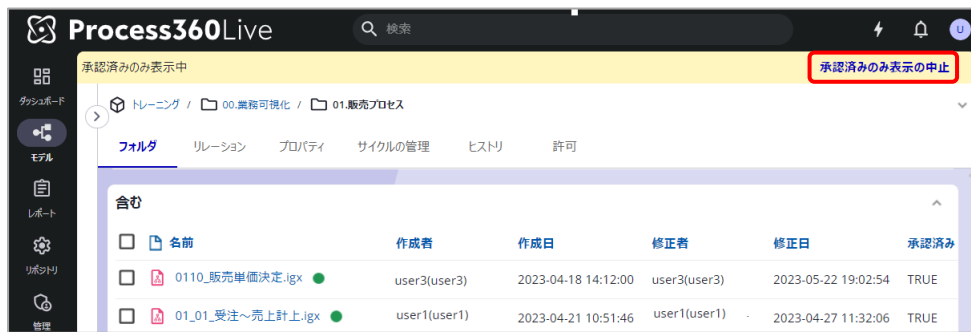 Process360Live
検索
U
承認済みのみ表示中
承認済みのみ表示の中止
ダッシュボード
モデル
レポート
リポジトリ
管理
トレーニング / 00.業務可視化 / 01.販売プロセス
フォルダ リレーション プロパティ サイクルの管理 ヒストリ 許可
含む
名前 作成者 作成日 修正者 修正日 承認済み
0110_販売単価決定.igx user3(user3) 2023-04-18 14:12:00 user3(user3) 2023-05-22 19:02:54 TRUE
01_01_受注～売上計上.igx user1(user1) 2023-04-21 10:51:46 user1(user1) 2023-04-27 11:32:06 TRUE